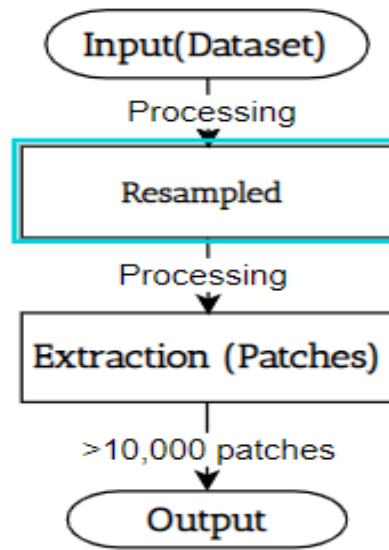 Input(Dataset)
Processing
Resampled
Processing
Extraction (Patches)
>10,000 patches
Output